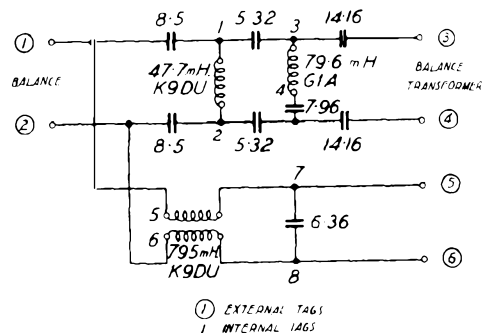 8·5 1 5·32 3 14·16
① ③
BALANCE 47·7mH. K9DU 79·6 mH G1A BALANCE TRANSFORMER
4 7·96
② 8·5 2 5·32 14·16 ④
7
5 ⑤
6 6·36
795mH K9DU
8 ⑥
① EXTERNAL TAGS
1 INTERNAL TAGS